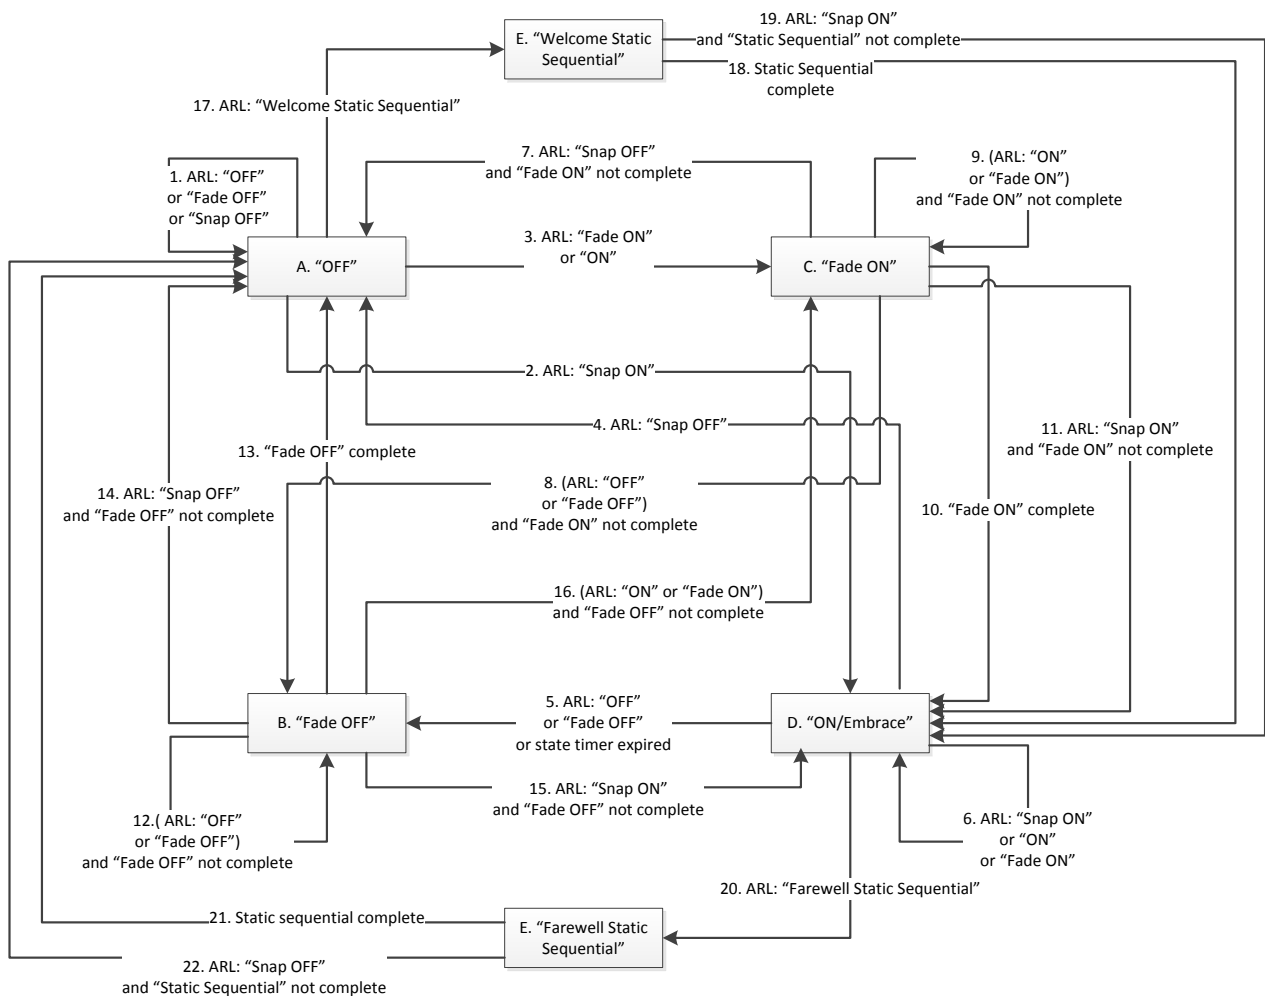 19. ARL: “Snap ON”
and “Static Sequential” not complete
E. “Welcome Static
Sequential”
18. Static Sequential
complete
17. ARL: “Welcome Static Sequential”
7. ARL: “Snap OFF”
and “Fade ON” not complete
9. (ARL: “ON”
or “Fade ON”)
and “Fade ON” not complete
1. ARL: “OFF”
or “Fade OFF”
or “Snap OFF”
3. ARL: “Fade ON”
or “ON”
A. “OFF”
C. “Fade ON”
2. ARL: “Snap ON”
4. ARL: “Snap OFF”
11. ARL: “Snap ON”
and “Fade ON” not complete
13. “Fade OFF” complete
14. ARL: “Snap OFF”
and “Fade OFF” not complete
8. (ARL: “OFF”
or “Fade OFF”)
and “Fade ON” not complete
10. “Fade ON” complete
16. (ARL: “ON” or “Fade ON”)
and “Fade OFF” not complete
B. “Fade OFF”
5. ARL: “OFF”
or “Fade OFF”
or state timer expired
D. “ON/Embrace”
15. ARL: “Snap ON”
and “Fade OFF” not complete
12.( ARL: “OFF”
or “Fade OFF”)
and “Fade OFF” not complete
6. ARL: “Snap ON”
or “ON”
or “Fade ON”
20. ARL: “Farewell Static Sequential”
21. Static sequential complete
E. “Farewell Static
Sequential”
22. ARL: “Snap OFF”
and “Static Sequential” not complete